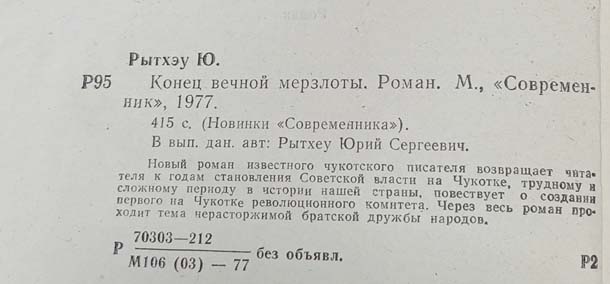 Рытхэу Ю.
Р95 Конец вечной мерзлоты. Роман. М., «Современ-
ник», 1977.
415 с. (Новинки «Современника»).
В вып. дан. авт: Рытхеу Юрий Сергеевич.
Новый роман известного чукотского писателя возвращает чита-
теля к годам становления Советской власти на Чукотке, трудному и
сложному периоду в истории нашей страны, повествует о создании
первого на Чукотке революционного комитета. Через весь роман про-
ходит тема нерасторжимой братской дружбы народов.
70303—212
Р без объявл.
М106 (03) — 77
Р2